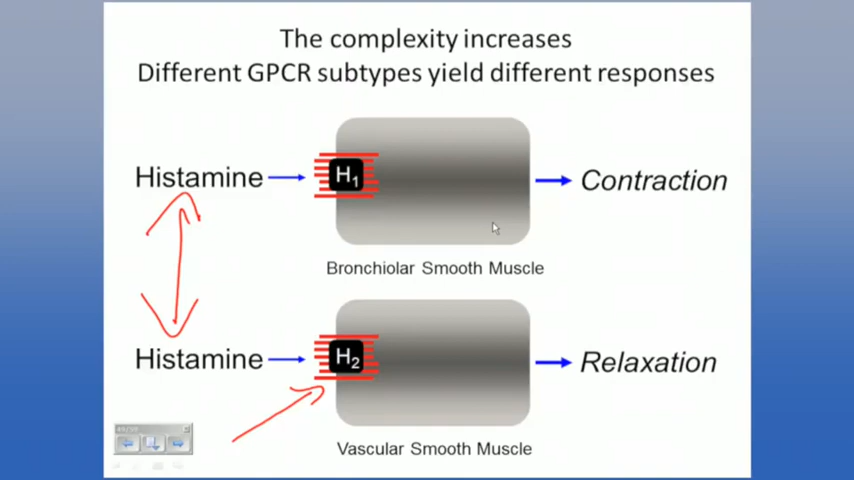 The complexity increases
Different GPCR subtypes yield different responses
Histamine
H1
Contraction
Bronchiolar Smooth Muscle
Histamine
H2
Relaxation
Vascular Smooth Muscle